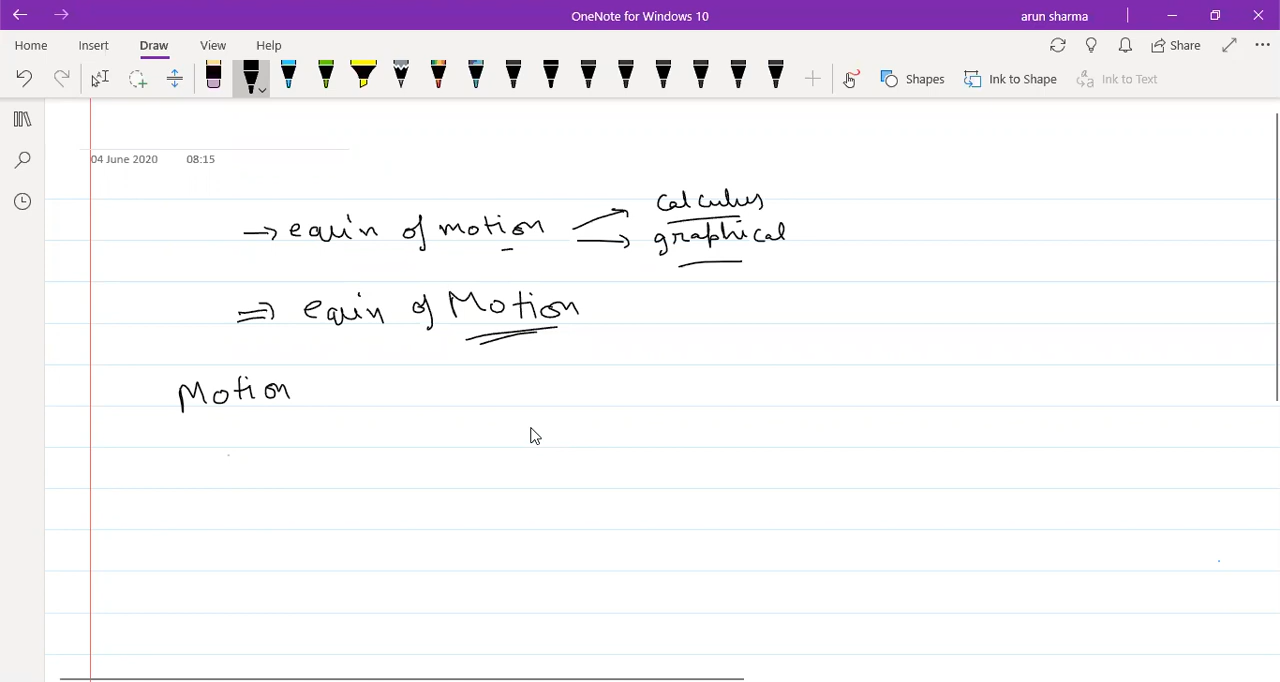 OneNote for Windows 10
arun sharma
Home Insert Draw View Help
Share
Shapes Ink to Shape Ink to Text
04 June 2020 08:15
→ eqn'n of motion → calculus
→ graphical
⇒ eqn'n of Motion
Motion